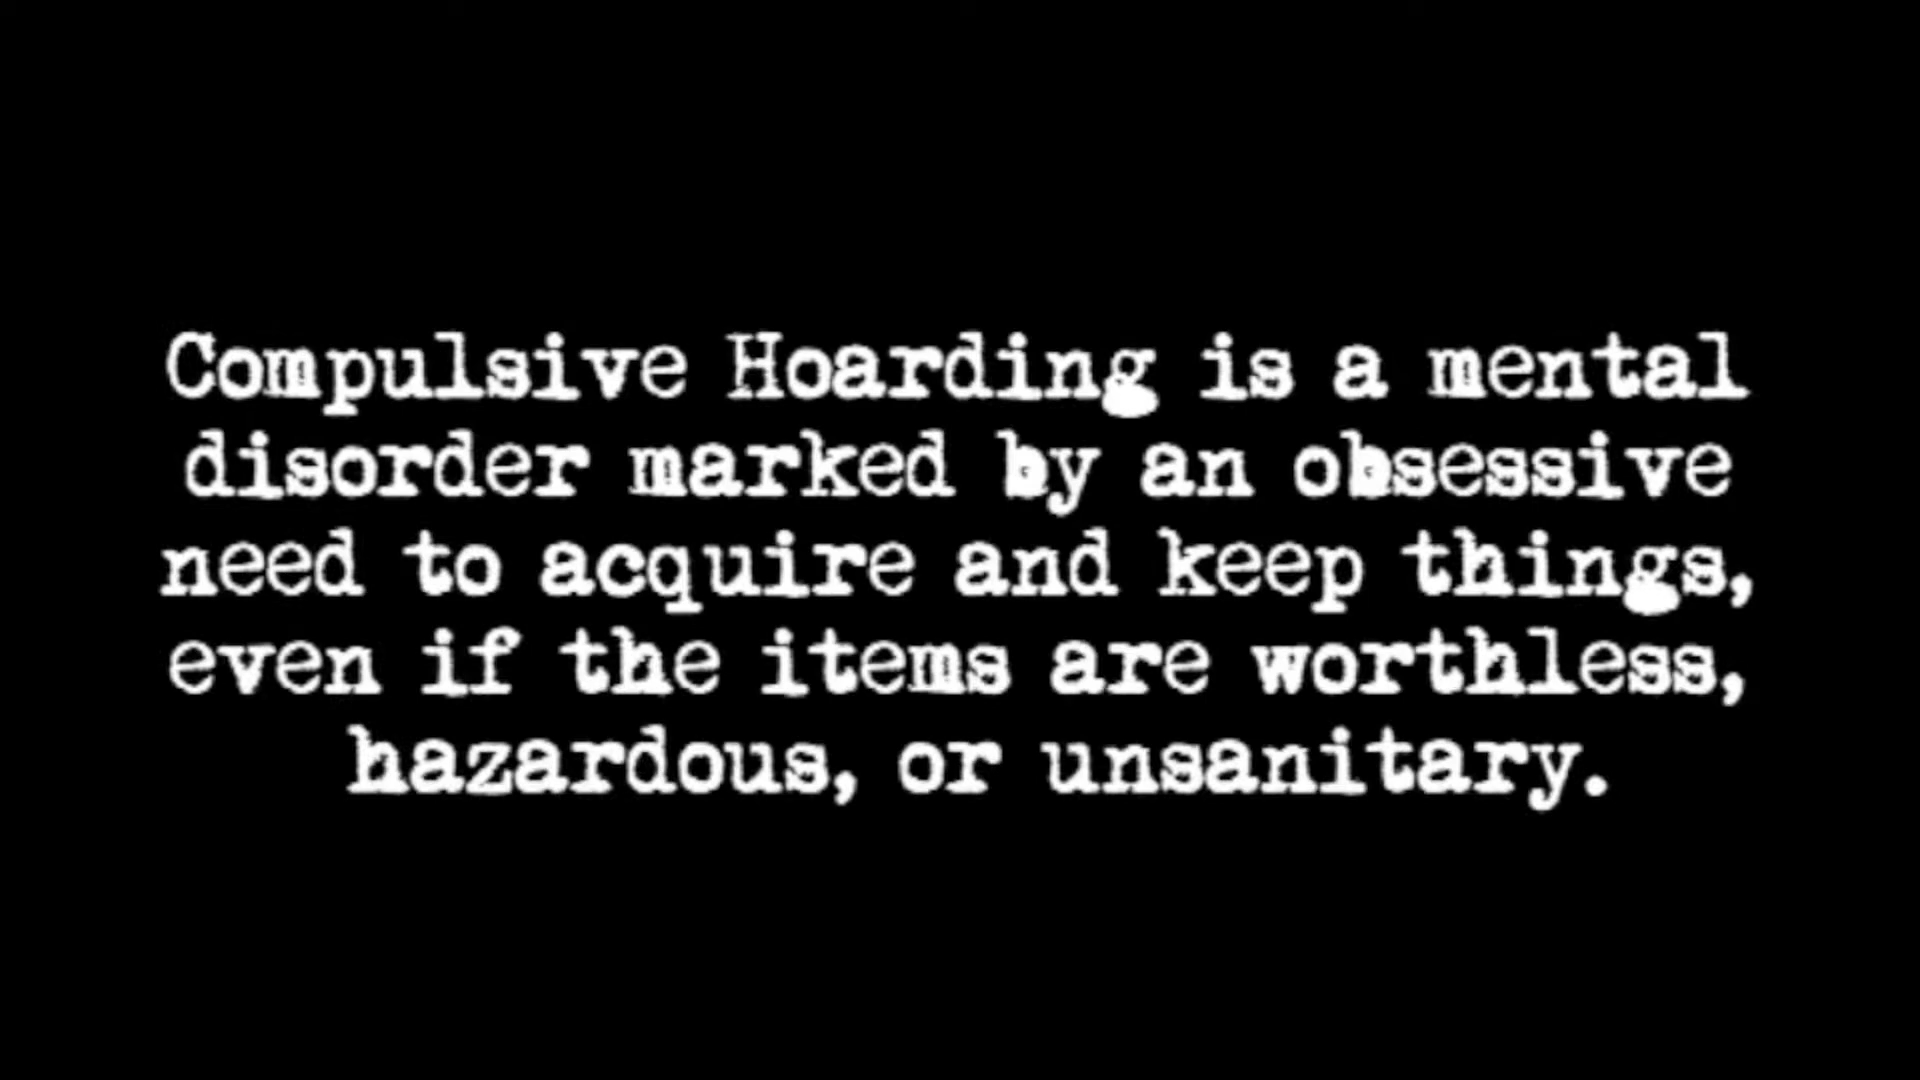 Compulsive Hoarding is a mental
disorder marked by an obsessive
need to acquire and keep things,
even if the items are worthless,
hazardous, or unsanitary.